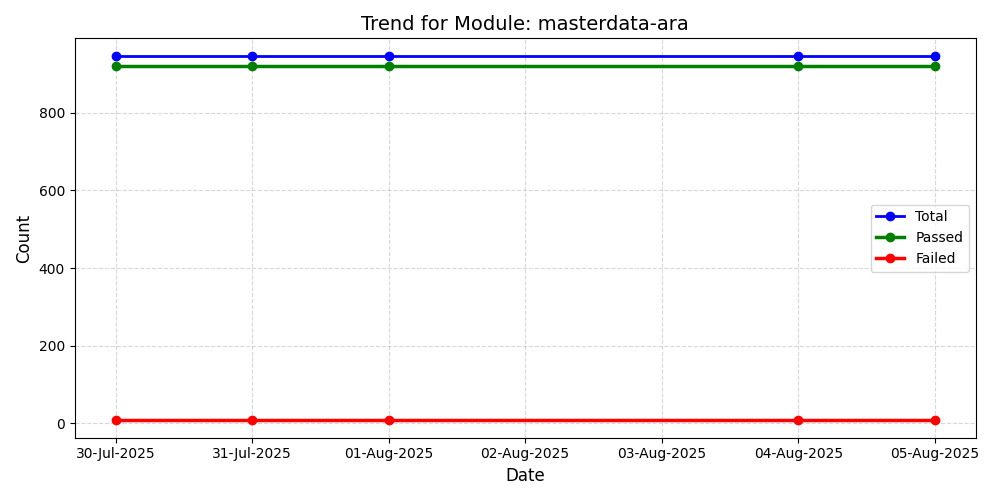 Trend for Module: masterdata-ara
Count
800
600
400
200
0
Total
Passed
Failed
30-Jul-2025
31-Jul-2025
01-Aug-2025
02-Aug-2025
03-Aug-2025
04-Aug-2025
05-Aug-2025
Date